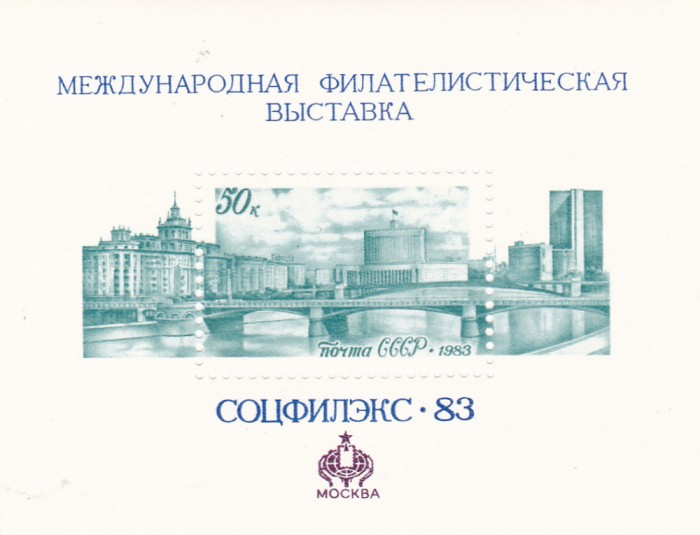 МЕЖДУНАРОДНАЯ ФИЛАТЕЛИСТИЧЕСКАЯ
ВЫСТАВКА
50к
почта СССР · 1983
СОЦФИЛЭКС · 83
МОСКВА